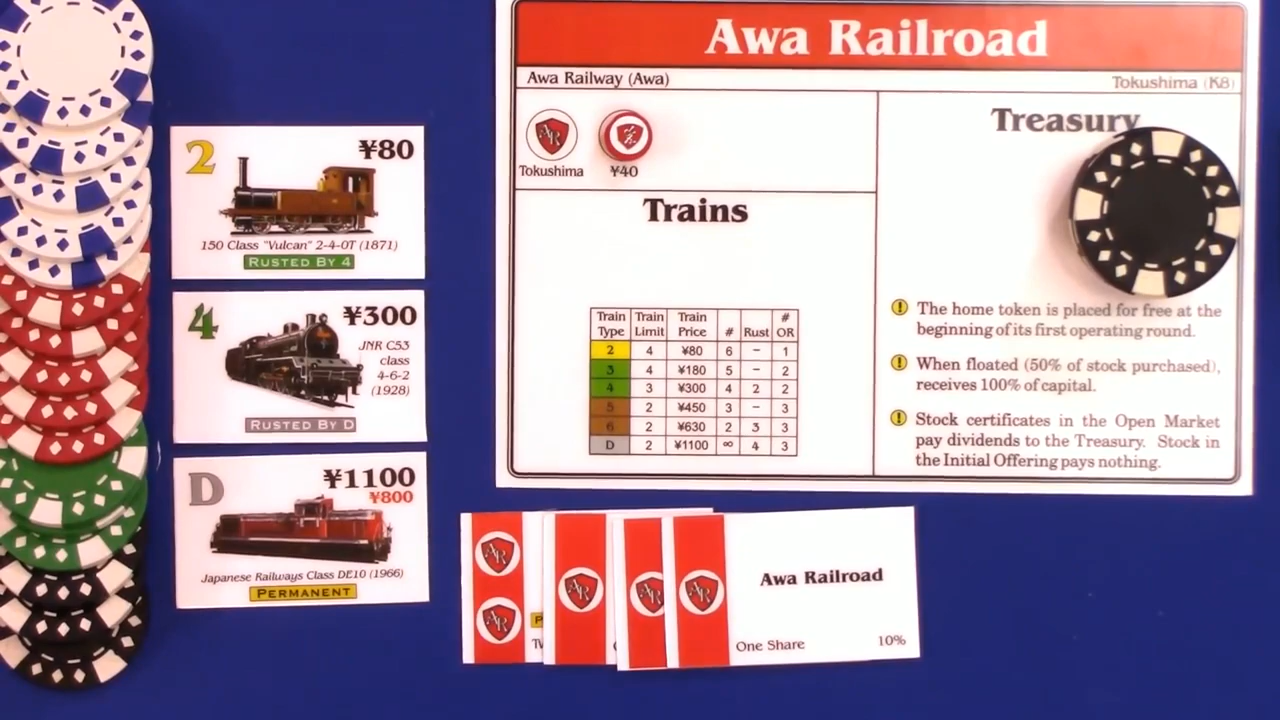 2
¥80
150 Class "Vulcan" 2-4-0T (1871)
RUSTED BY 4
4
¥300
JNR C53
class
4-6-2
(1928)
RUSTED BY D
D
¥1100
¥800
Japanese Railways Class DE10 (1966)
PERMANENT
Awa Railroad
Awa Railway (Awa)
Tokushima (K8)
AR
Tokushima
¥40
Trains
Train Type Train Limit Train Price # Rust # OR
2 4 ¥80 6 – 1
3 4 ¥180 5 – 2
4 3 ¥300 4 2 2
5 2 ¥450 3 – 3
6 2 ¥630 2 3 3
D 2 ¥1100 ∞ 4 3
Treasury
! The home token is placed for free at the
beginning of its first operating round.
! When floated (50% of stock purchased),
receives 100% of capital.
! Stock certificates in the Open Market
pay dividends to the Treasury. Stock in
the Initial Offering pays nothing.
AR
AR
AR
AR
AR
Awa Railroad
One Share
10%